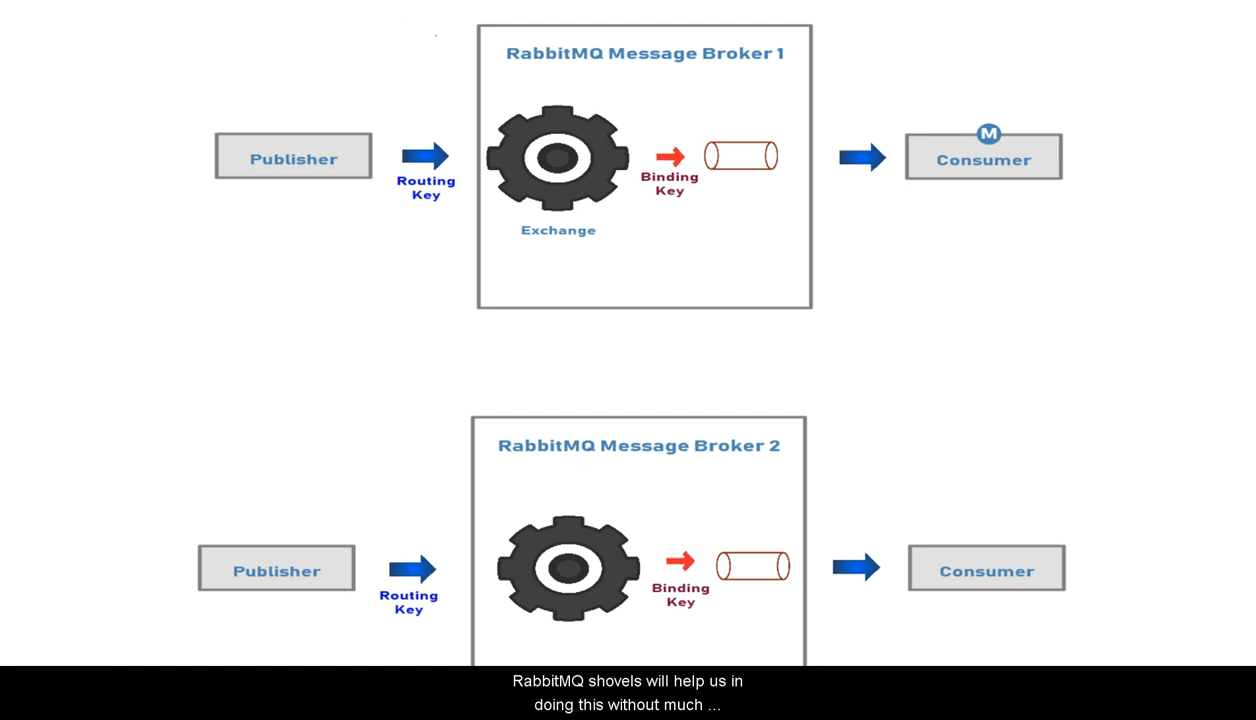 RabbitMQ Message Broker 1
M
Publisher
Consumer
Routing
Key
Binding
Key
Exchange
RabbitMQ Message Broker 2
Publisher
Consumer
Routing
Key
Binding
Key
RabbitMQ shovels will help us in
doing this without much ...